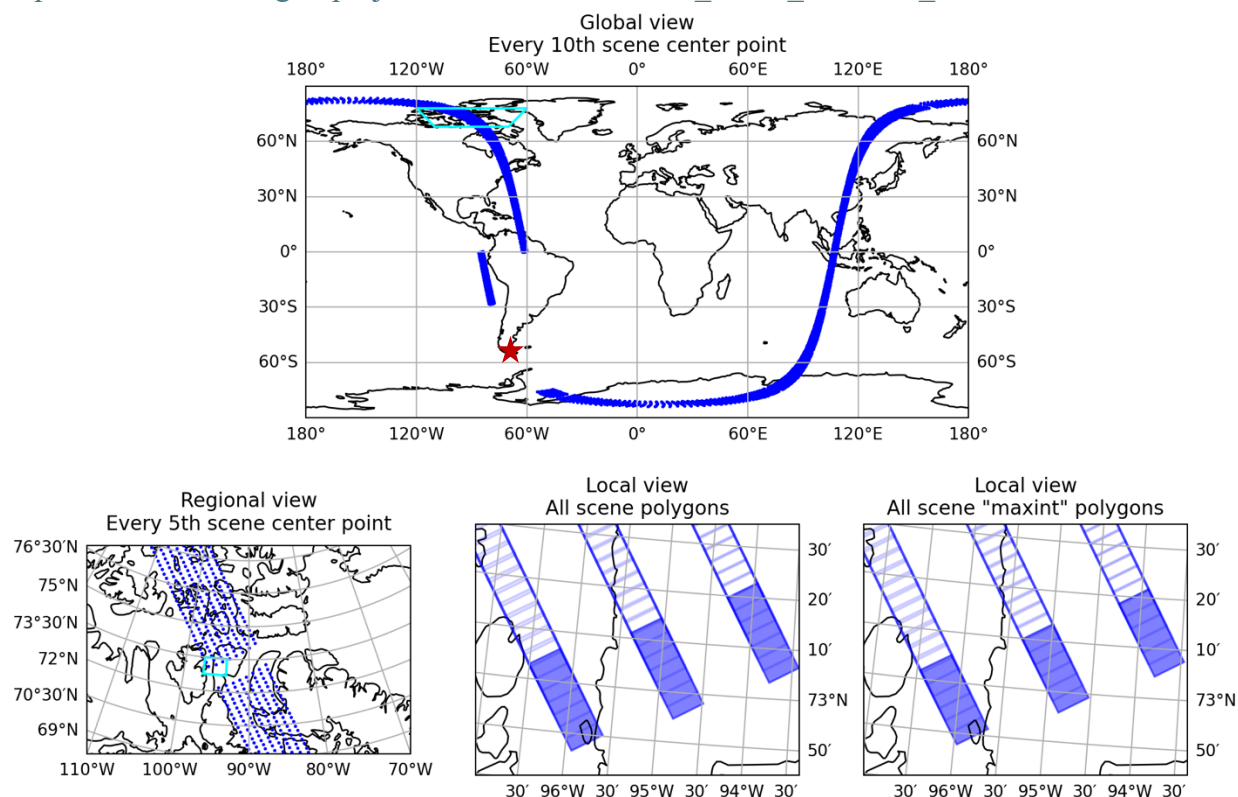 Global view
Every 10th scene center point
180° 120°W 60°W 0° 60°E 120°E 180°
60°N 60°N
30°N 30°N
0° 0°
30°S 30°S
60°S 60°S
180° 120°W 60°W 0° 60°E 120°E 180°
Regional view
Every 5th scene center point
76°30′N
75°N
73°30′N
72°N
70°30′N
69°N
110°W 100°W 90°W 80°W 70°W
Local view
All scene polygons
30′
20′
10′
73°N
50′
30′ 96°W 30′ 95°W 30′ 94°W 30′
Local view
All scene "maxint" polygons
30′
20′
10′
73°N
50′
30′ 96°W 30′ 95°W 30′ 94°W 30′